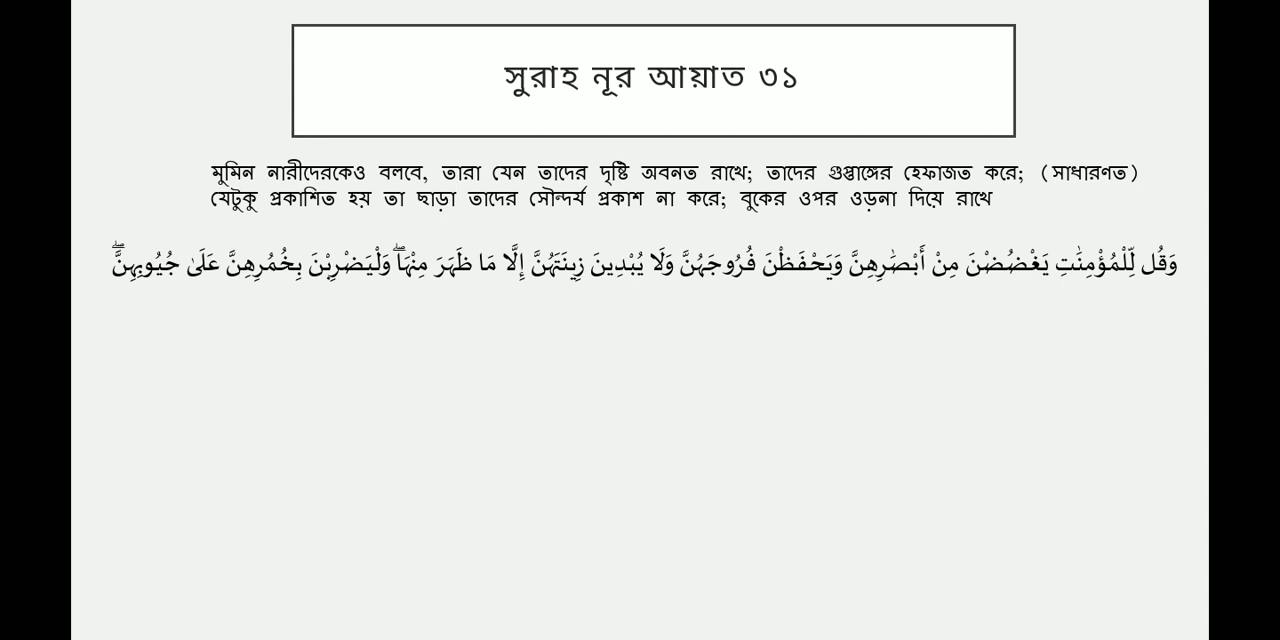 সুরাহ নূর আয়াত ৩১
মুমিন নারীদেরকেও বলবে, তারা যেন তাদের দৃষ্টি অবনত রাখে; তাদের গুপ্তাঙ্গের হেফাজত করে; (সাধারণত)
যেটুকু প্রকাশিত হয় তা ছাড়া তাদের সৌন্দর্য প্রকাশ না করে; বুকের ওপর ওড়না দিয়ে রাখে
وَقُل لِّلْمُؤْمِنَٰتِ يَغْضُضْنَ مِنْ أَبْصَٰرِهِنَّ وَيَحْفَظْنَ فُرُوجَهُنَّ وَلَا يُبْدِينَ زِينَتَهُنَّ إِلَّا مَا ظَهَرَ مِنْهَاۖ وَلْيَضْرِبْنَ بِخُمُرِهِنَّ عَلَىٰ جُيُوبِهِنَّۖ